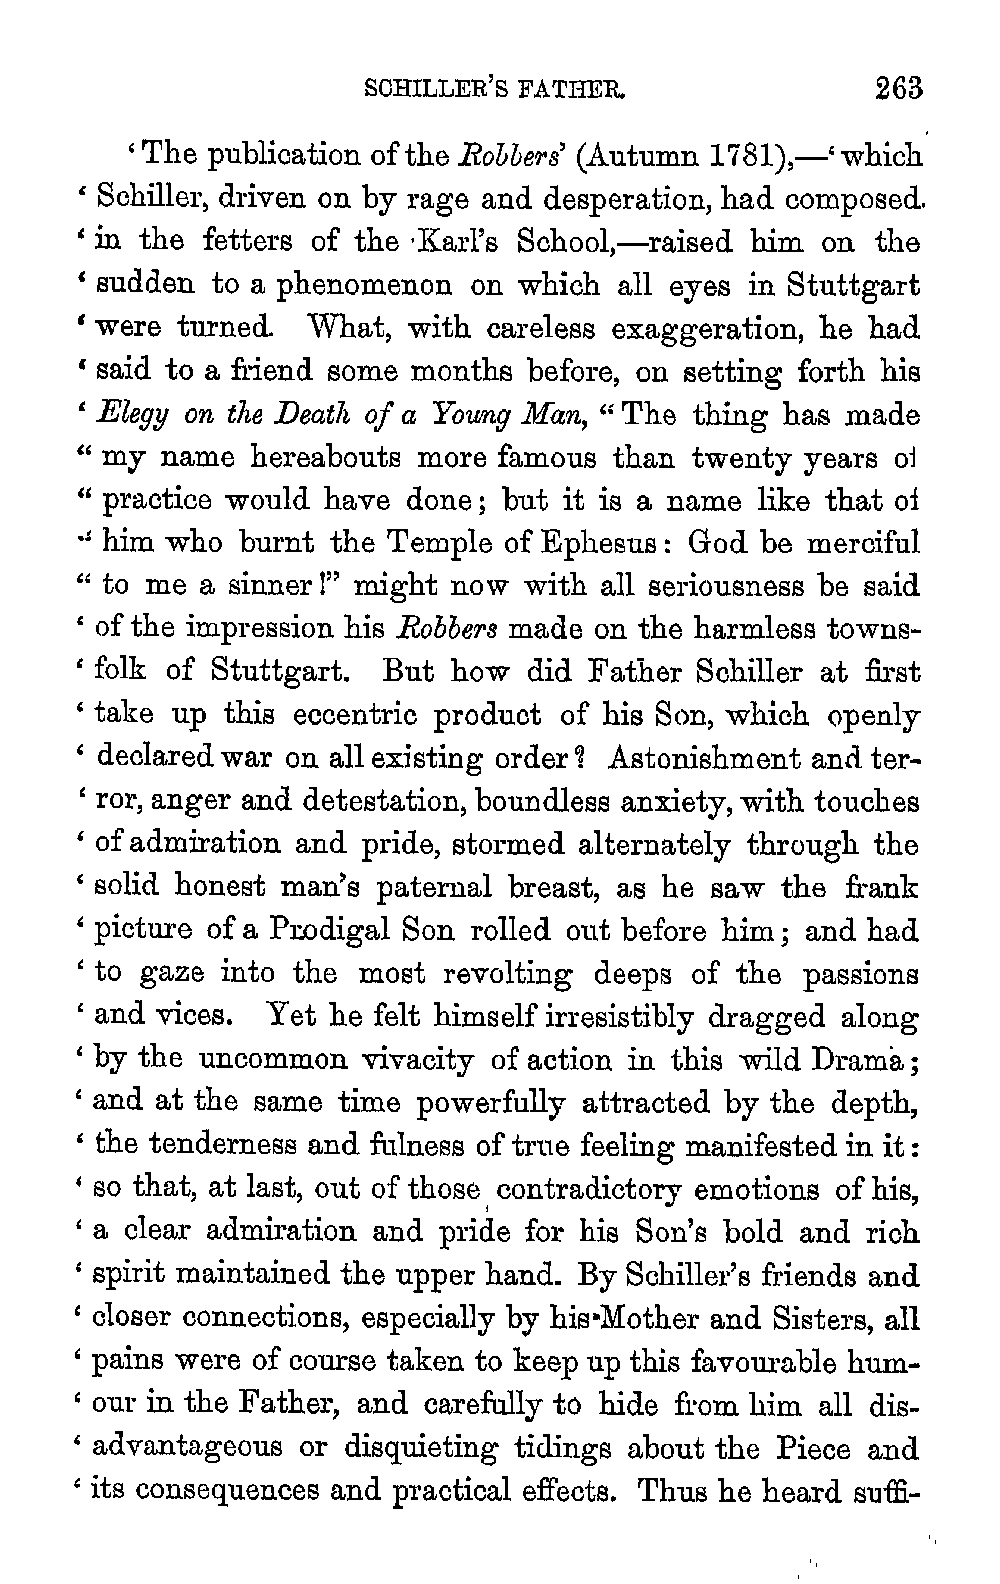 SCHILLER'S FATHER. 263
‘The publication of the Robbers’ (Autumn 1781),—‘which
‘Schiller, driven on by rage and desperation, had composed.
‘in the fetters of the Karl's School,—raised him on the
‘sudden to a phenomenon on which all eyes in Stuttgart
‘were turned. What, with careless exaggeration, he had
‘said to a friend some months before, on setting forth his
‘Elegy on the Death of a Young Man, “The thing has made
“my name hereabouts more famous than twenty years of
“practice would have done; but it is a name like that of
“him who burnt the Temple of Ephesus: God be merciful
“to me a sinner!” might now with all seriousness be said
‘of the impression his Robbers made on the harmless towns-
‘folk of Stuttgart. But how did Father Schiller at first
‘take up this eccentric product of his Son, which openly
‘declared war on all existing order? Astonishment and ter-
‘ror, anger and detestation, boundless anxiety, with touches
‘of admiration and pride, stormed alternately through the
‘solid honest man's paternal breast, as he saw the frank
‘picture of a Prodigal Son rolled out before him; and had
‘to gaze into the most revolting deeps of the passions
‘and vices. Yet he felt himself irresistibly dragged along
‘by the uncommon vivacity of action in this wild Drama;
‘and at the same time powerfully attracted by the depth,
‘the tenderness and fulness of true feeling manifested in it:
‘so that, at last, out of those contradictory emotions of his,
‘a clear admiration and pride for his Son's bold and rich
‘spirit maintained the upper hand. By Schiller's friends and
‘closer connections, especially by his Mother and Sisters, all
‘pains were of course taken to keep up this favourable hum-
‘our in the Father, and carefully to hide from him all dis-
‘advantageous or disquieting tidings about the Piece and
‘its consequences and practical effects. Thus he heard suffi-